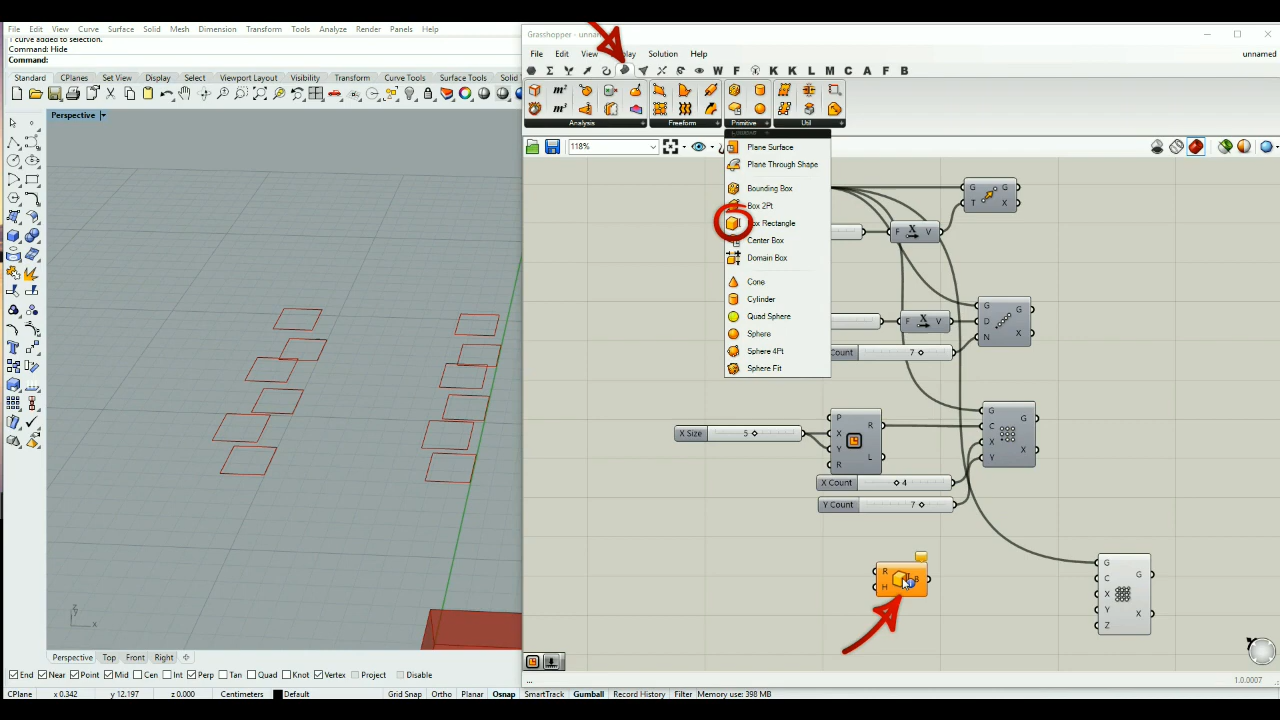 File Edit View Curve Surface Solid Mesh Dimension Transform Tools Analyze Render Panels Help
1 curve added to selection.
Command: Hide
Command:
Standard CPlanes Set View Display Select Viewport Layout Visibility Transform Curve Tools Surface Tools Solid
Perspective
z
y
x
Perspective Top Front Right
End Near Point Mid Cen Int Perp Tan Quad Knot Vertex Project Disable
CPlane x 0.342 y 12.197 z 0.000 Centimeters Default Grid Snap Ortho Planar Osnap SmartTrack Gumball Record History Filter Memory use: 398 MB
Grasshopper - unnamed
File Edit View Display Solution Help unnamed
W F K K L M C A F B
m² m³
Analysis Freeform Primitive Util
118%
Plane Surface
Plane Through Shape
Bounding Box
Box 2Pt
Box Rectangle
Center Box
Domain Box
Cone
Cylinder
Quad Sphere
Sphere
Sphere 4Pt
Sphere Fit
G G
T X
F X V
G G
D
N X
F X V
Count 7
X Size 5
P
X R
Y
R L
G G
C
X
Y X
X Count 4
Y Count 7
R
H B
G G
C
X
Y X
Z
...
1.0.0007